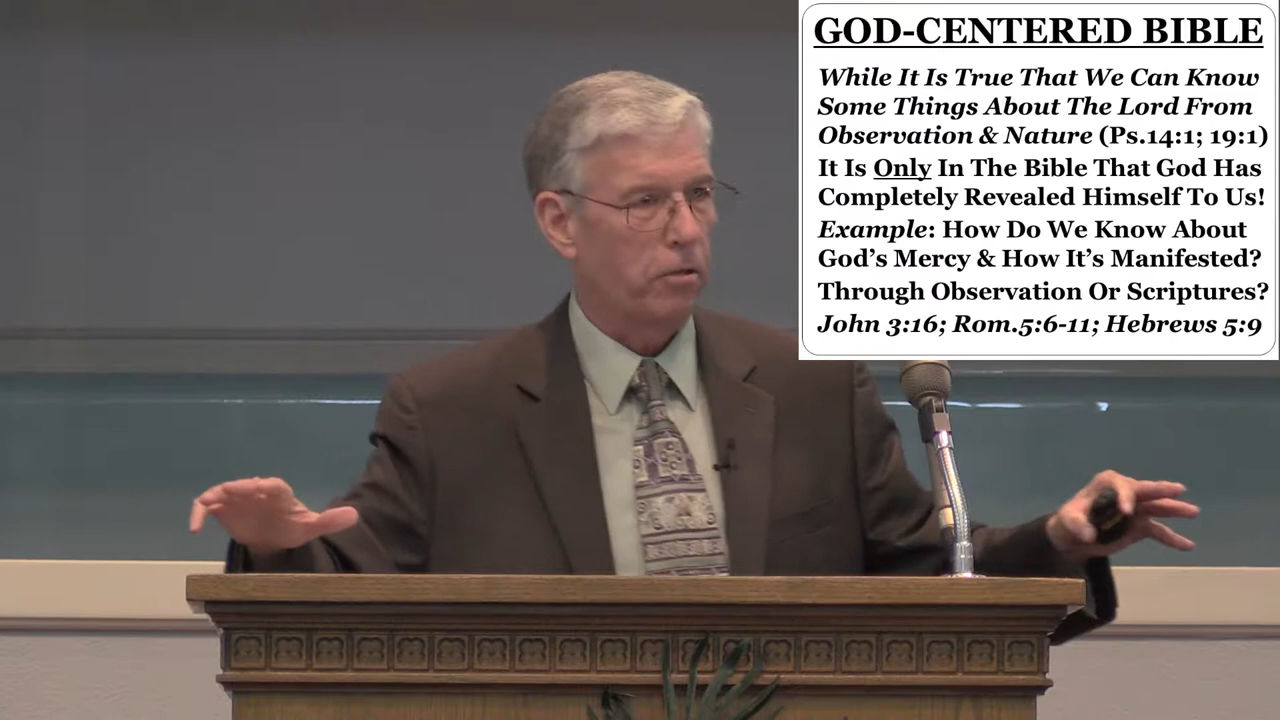 GOD-CENTERED BIBLE
While It Is True That We Can Know
Some Things About The Lord From
Observation & Nature (Ps.14:1; 19:1)
It Is Only In The Bible That God Has
Completely Revealed Himself To Us!
Example: How Do We Know About
God's Mercy & How It's Manifested?
Through Observation Or Scriptures?
John 3:16; Rom.5:6-11; Hebrews 5:9